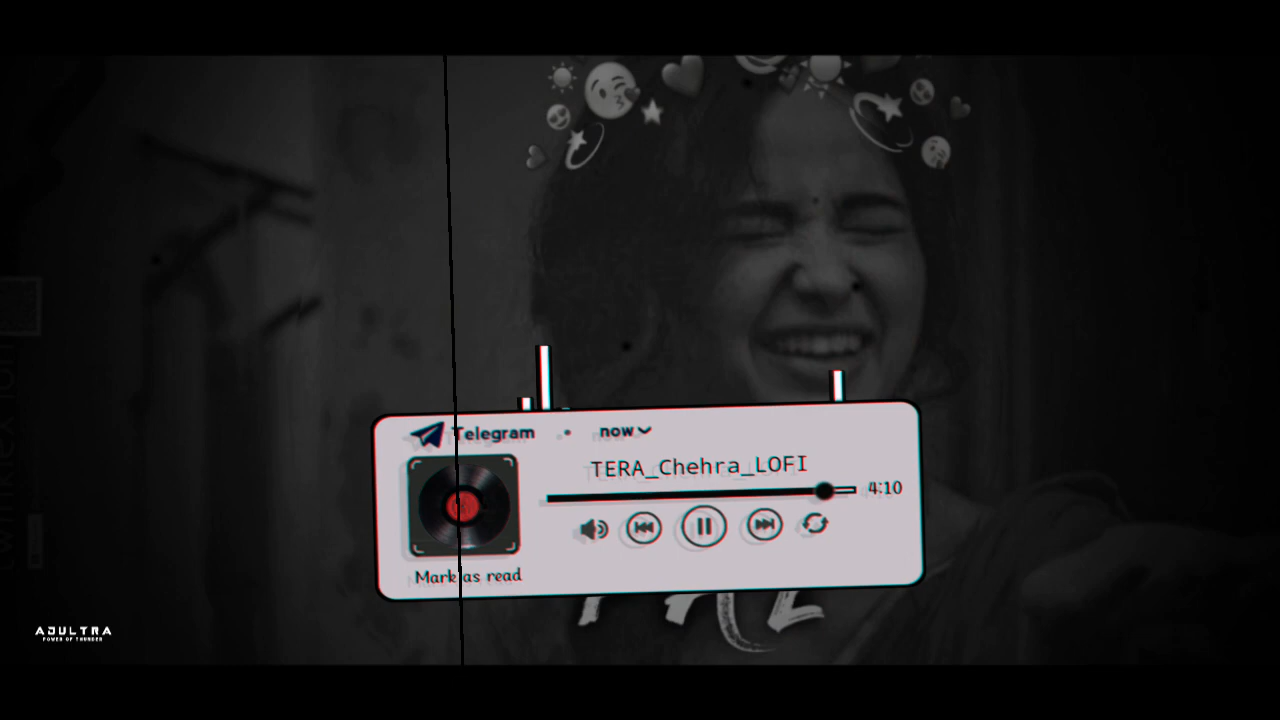 Telegram • now
TERA_Chehra_LOFI
4:10
Mark as read
AJULTRA
POWER OF THUNDER